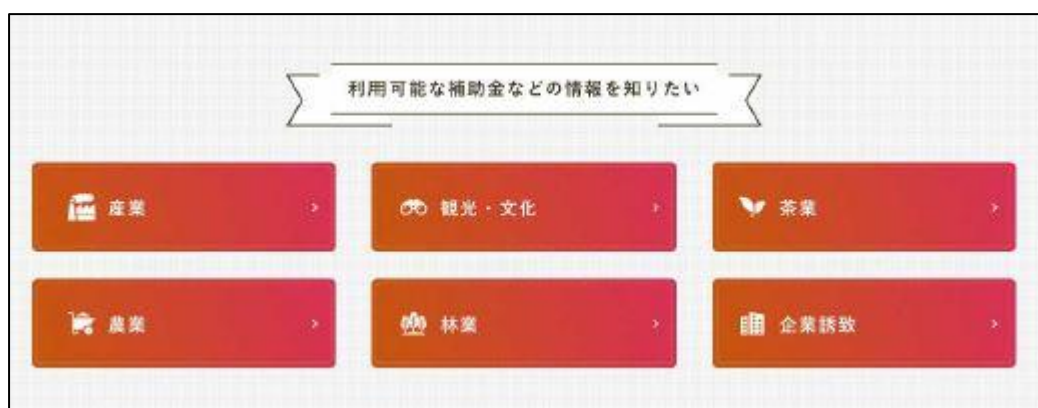 利用可能な補助金などの情報を知りたい
産業
観光・文化
茶業
農業
林業
企業誘致